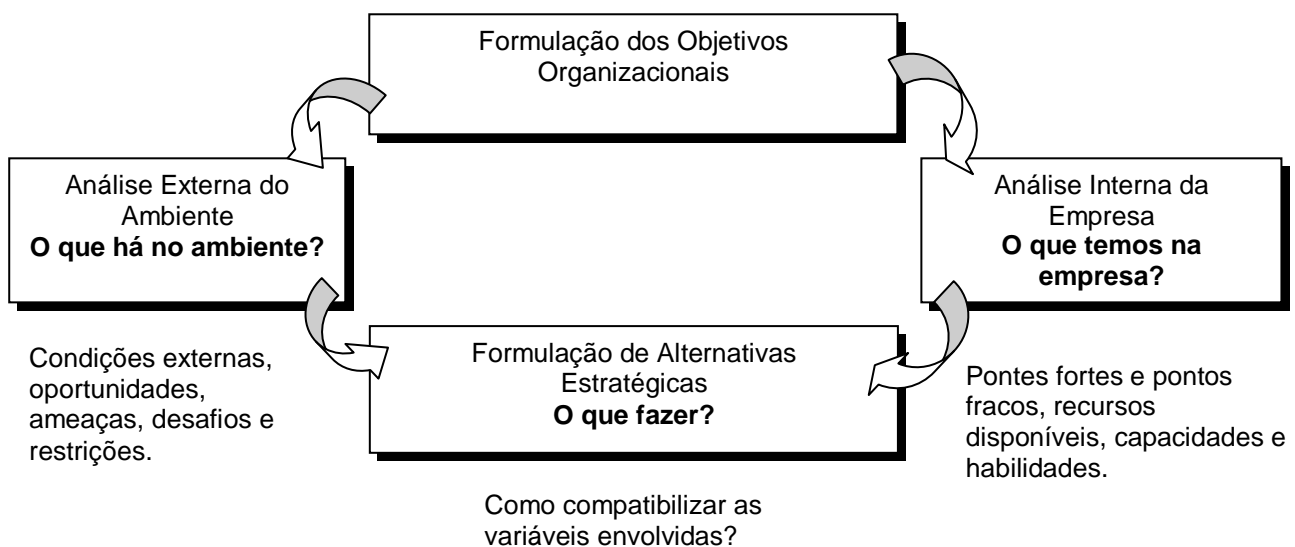 Formulação dos Objetivos
Organizacionais
Análise Externa do
Ambiente
O que há no ambiente?
Análise Interna da
Empresa
O que temos na
empresa?
Condições externas,
oportunidades,
ameaças, desafios e
restrições.
Formulação de Alternativas
Estratégicas
O que fazer?
Pontes fortes e pontos
fracos, recursos
disponíveis, capacidades e
habilidades.
Como compatibilizar as
variáveis envolvidas?